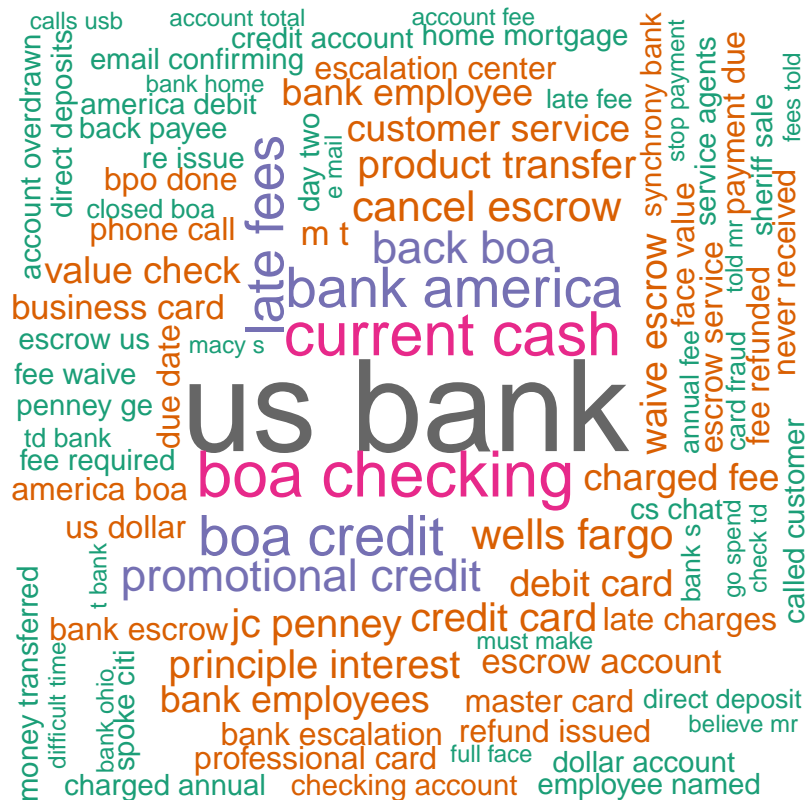 calls usb
account total
account fee
credit account
home mortgage
email confirming
escalation center
bank home
bank employee
late fee
america debit
back payee
customer service
re issue
product transfer
bpo done
cancel escrow
closed boa
phone call
m t
back boa
value check
bank america
business card
current cash
escrow us
macy s
fee waive
us bank
penney ge
td bank
fee required
boa checking
charged fee
america boa
cs chat
us dollar
boa credit
wells fargo
promotional credit
debit card
bank escrow
jc penney
credit card
late charges
must make
principle interest
escrow account
bank employees
master card
direct deposit
bank escalation
refund issued
believe mr
professional card
full face
dollar account
charged annual
checking account
employee named
account overdrawn
direct deposits
late fees
day two
e mail
due date
synchrony bank
stop payment
service agents
payment due
sheriff sale
fees told
waive escrow
face value
escrow service
told mr
fee refunded
never received
annual fee
card fraud
bank s
go spend
check td
called customer
money transferred
difficult time
t bank
bank ohio
spoke citi